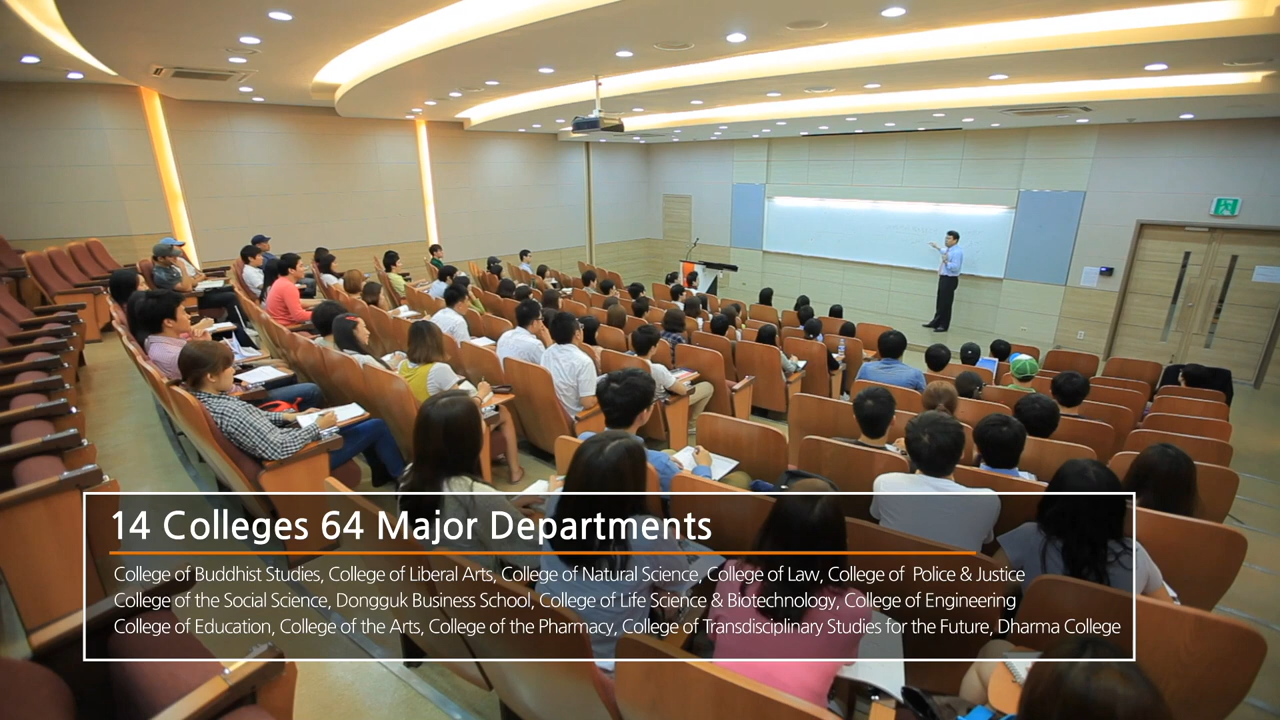 14 Colleges 64 Major Departments
College of Buddhist Studies, College of Liberal Arts, College of Natural Science, College of Law, College of Police & Justice
College of the Social Science, Dongguk Business School, College of Life Science & Biotechnology, College of Engineering
College of Education, College of the Arts, College of the Pharmacy, College of Transdisciplinary Studies for the Future, Dharma College